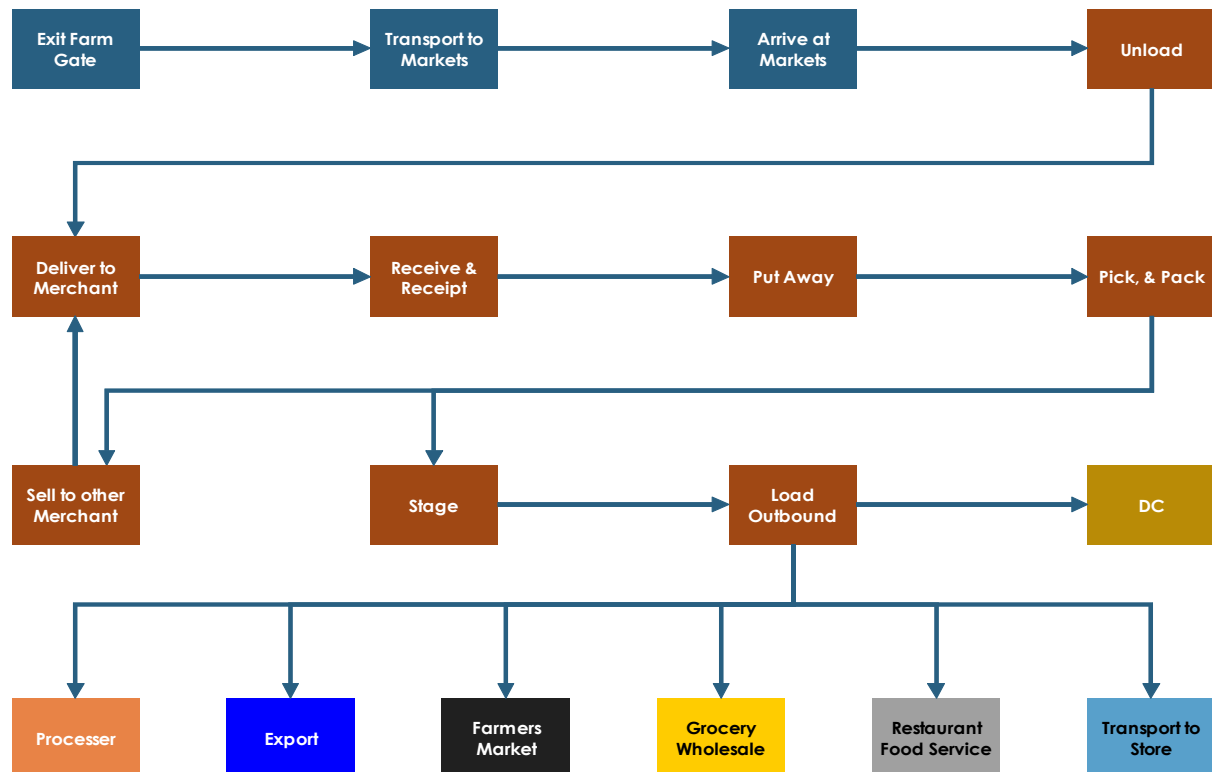 Exit Farm
Gate
Transport to
Markets
Arrive at
Markets
Unload
Deliver to
Merchant
Receive &
Receipt
Put Away
Pick, & Pack
Sell to other
Merchant
Stage
Load
Outbound
DC
Processer
Export
Farmers
Market
Grocery
Wholesale
Restaurant
Food Service
Transport to
Store